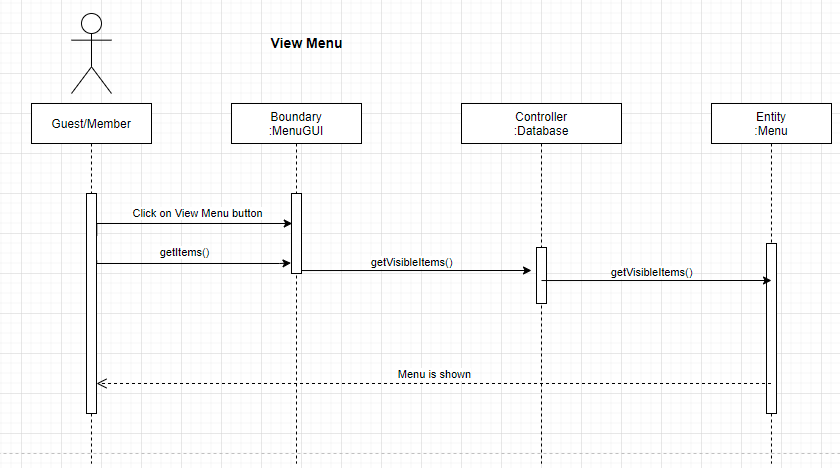 View Menu
Guest/Member
Boundary
:MenuGUI
Controller
:Database
Entity
:Menu
Click on View Menu button
getItems()
getVisibleItems()
getVisibleItems()
Menu is shown